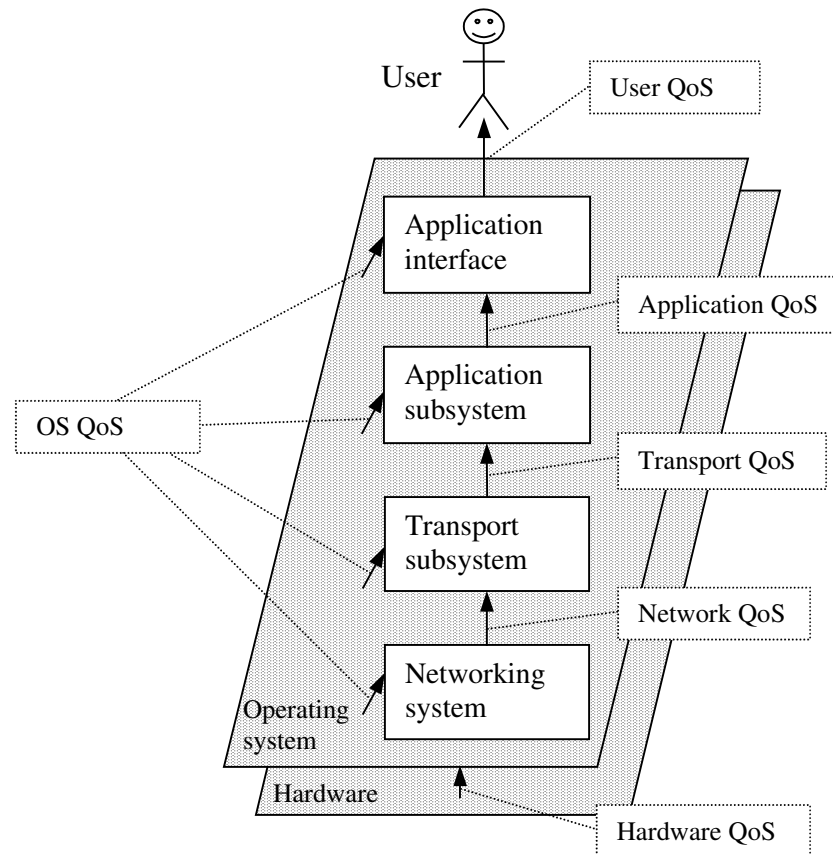 User
User QoS
Application
interface
Application QoS
Application
subsystem
OS QoS
Transport QoS
Transport
subsystem
Network QoS
Networking
system
Operating
system
Hardware
Hardware QoS